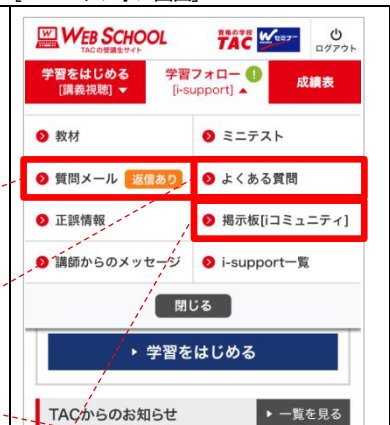 WEB SCHOOL
TACの受講生サイト
資格の学校 TAC Wセミナー
ログアウト
学習をはじめる [講義視聴] ▼
学習フォロー ! [i-support] ▲
成績表
教材
ミニテスト
質問メール 返信あり
よくある質問
正誤情報
掲示板[iコミュニティ]
講師からのメッセージ
i-support一覧
閉じる
学習をはじめる
TACからのお知らせ
一覧を見る